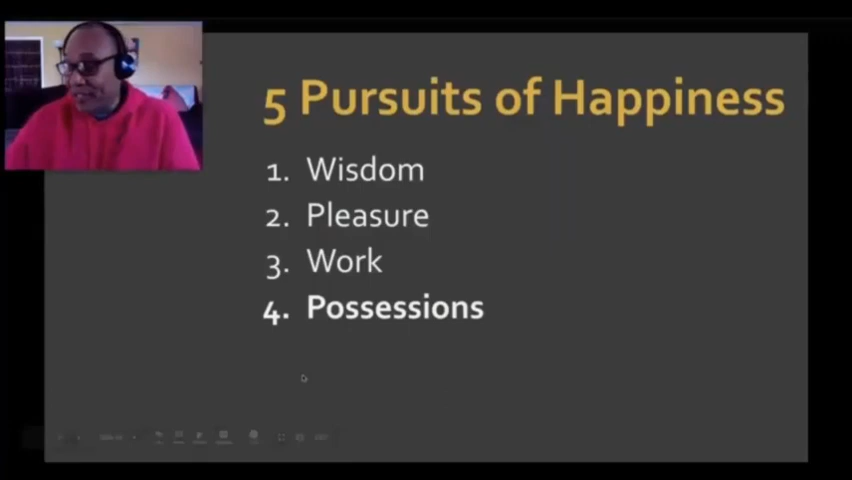 5 Pursuits of Happiness
1. Wisdom
2. Pleasure
3. Work
4. Possessions